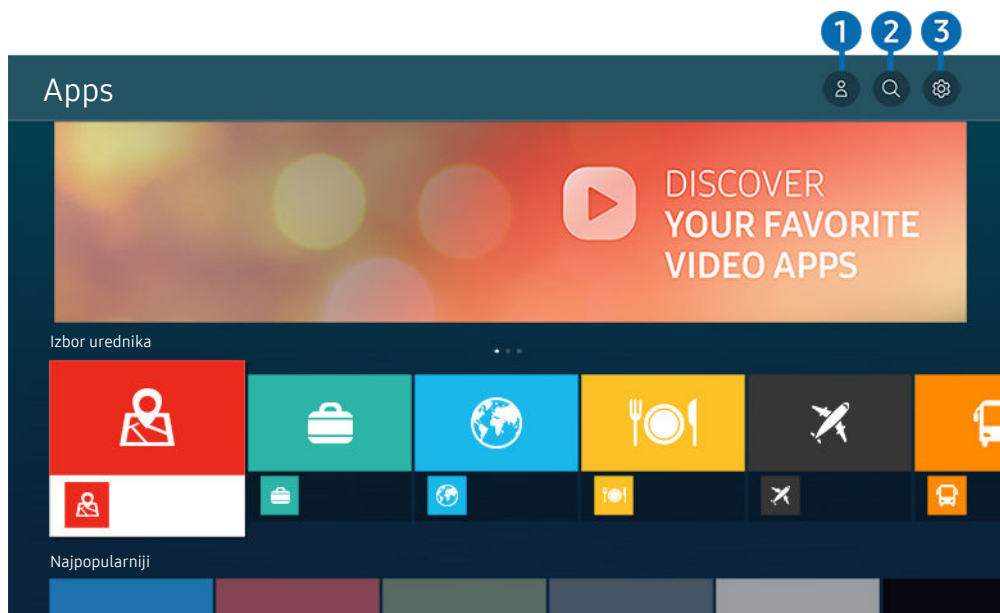 1 2 3
Apps
DISCOVER
YOUR FAVORITE
VIDEO APPS
Izbor urednika
Najpopularniji